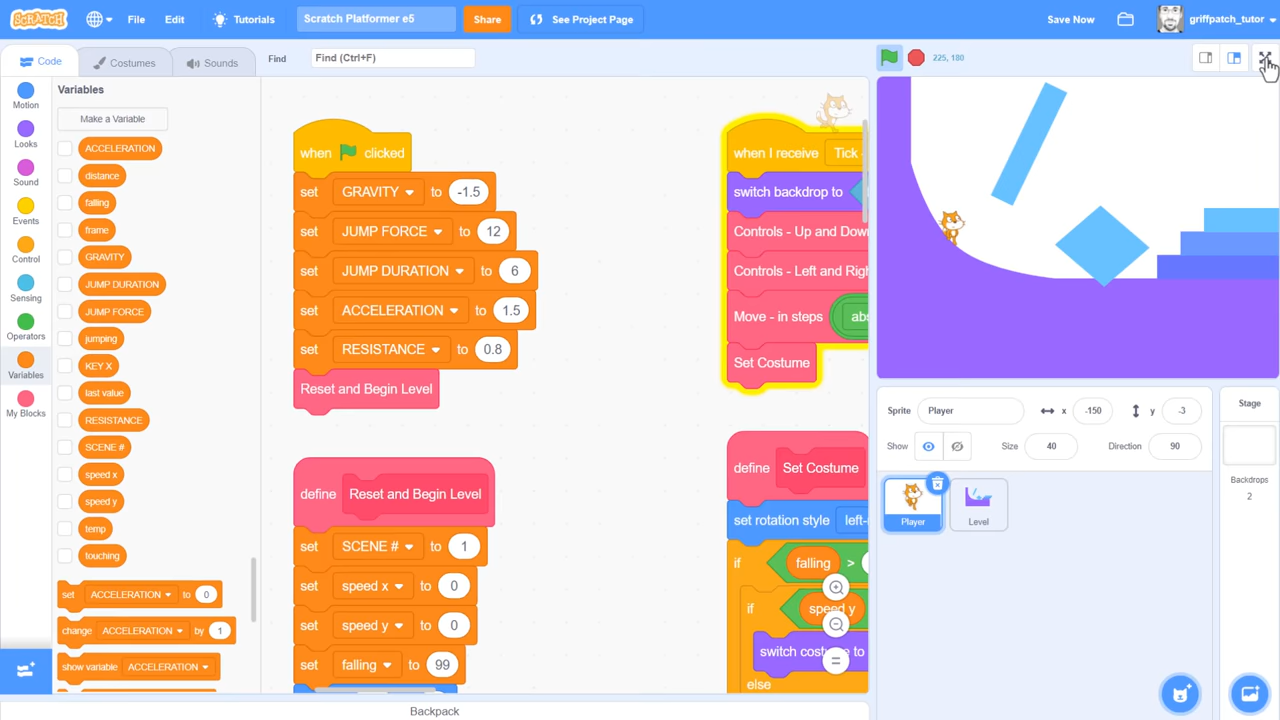 SCRATCH File Edit Tutorials Scratch Platformer e5 Share See Project Page Save Now griffpatch_tutor
Code Costumes Sounds Find Find (Ctrl+F) 225, 180
Motion
Looks
Sound
Events
Control
Sensing
Operators
Variables
My Blocks
Variables
Make a Variable
ACCELERATION
distance
falling
frame
GRAVITY
JUMP DURATION
JUMP FORCE
jumping
KEY X
last value
RESISTANCE
SCENE #
speed x
speed y
temp
touching
set ACCELERATION to 0
change ACCELERATION by 1
show variable ACCELERATION
when clicked
set GRAVITY to -1.5
set JUMP FORCE to 12
set JUMP DURATION to 6
set ACCELERATION to 1.5
set RESISTANCE to 0.8
Reset and Begin Level
define Reset and Begin Level
set SCENE # to 1
set speed x to 0
set speed y to 0
set falling to 99
when I receive Tick -
switch backdrop to
Controls - Up and Down
Controls - Left and Righ
Move - in steps abs
Set Costume
define Set Costume
set rotation style left-
if falling >
if speed y
switch costume to
else
Sprite Player x -150 y -3
Show Size 40 Direction 90
Player
Level
Stage
Backdrops
2
Backpack